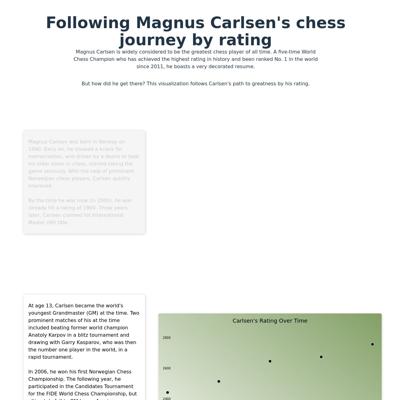 Following Magnus Carlsen's chess
journey by rating
Magnus Carlsen is widely considered to be the greatest chess player of all time. A five-time World
Chess Champion who has achieved the highest rating in history and been ranked No. 1 in the world
since 2011, he boasts a very decorated resume.
But how did he get there? This visualization follows Carlsen's path to greatness by his rating.
Magnus Carlsen was born in Norway on
1990. Early on, he showed a knack for
memorization, and driven by a desire to beat
his older sister in chess, started taking the
game seriously. With the help of prominent
Norwegian chess players, Carlsen quickly
improved.
By the time he was nine (in 2000), he was
already hit a rating of 1900. Three years
later, Carlsen claimed his International
Master (IM) title.
At age 13, Carlsen became the world's
youngest Grandmaster (GM) at the time. Two
prominent matches of his at the time
included beating former world champion
Anatoly Karpov in a blitz tournament and
drawing with Garry Kasparov, who was then
the number one player in the world, in a
rapid tournament.
In 2006, he won his first Norwegian Chess
Championship. The following year, he
participated in the Candidates Tournament
for the FIDE World Chess Championship, but
Carlsen's Rating Over Time
2800
2600
2400